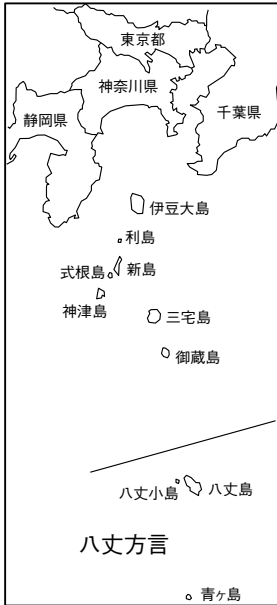 東京都
神奈川県
千葉県
静岡県
伊豆大島
利島
新島
式根島
神津島
三宅島
御蔵島
八丈小島
八丈島
八丈方言
青ヶ島